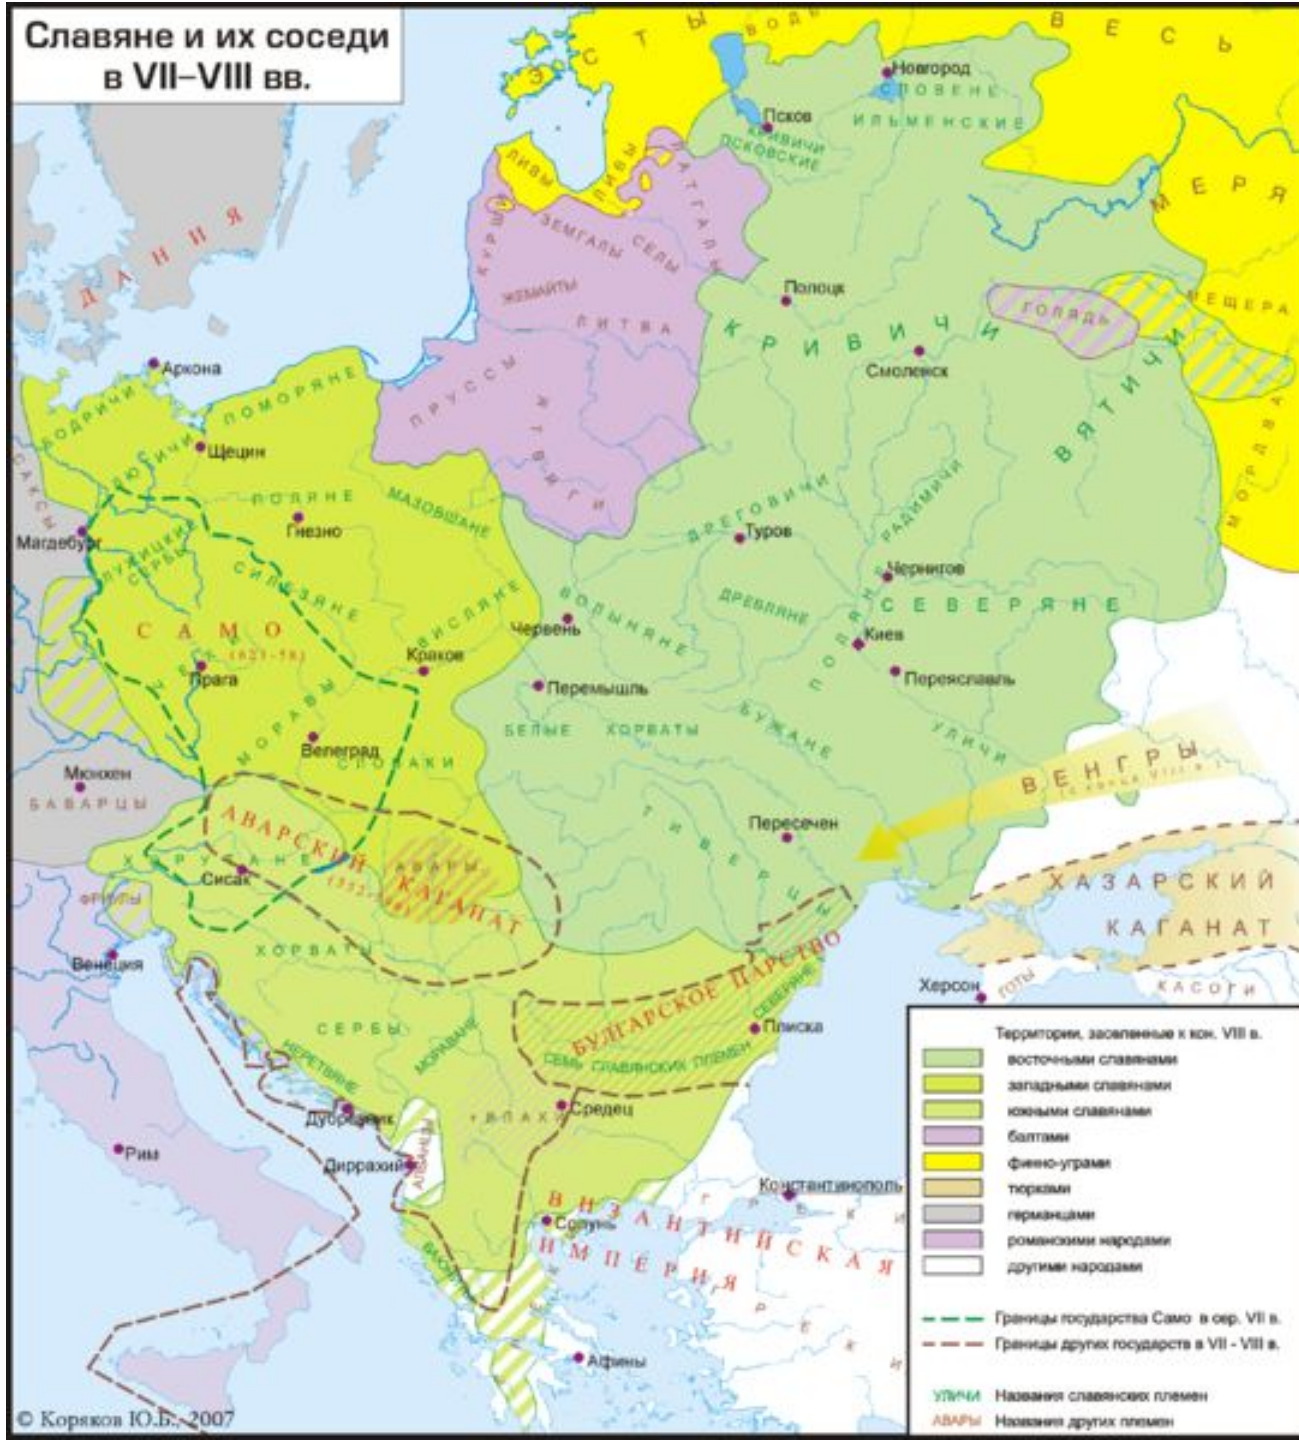 Славяне и их соседи
в VII–VIII вв.
ЭСТЫ
ВОДЬ
ВЕСЬ
Новгород
СЛОВЕНЕ
ИЛЬМЕНСКИЕ
Псков
КРИВИЧИ
ПСКОВСКИЕ
ЛИВЫ
ЛИВЫ
ЛАТГАЛЫ
МЕРЯ
КУРШИ
ЗЕМГАЛЫ
СЕЛЫ
ДАНИЯ
ЖЕМАЙТЫ
ЛИТВА
Полоцк
КРИВИЧИ
ГОЛЯДЬ
МЕЩЕРА
Смоленск
ВЯТИЧИ
Аркона
ПРУССЫ
ЯТВЯГИ
МОРДВА
БОДРИЧИ
ПОМОРЯНЕ
ЛЮТИЧИ
Щецин
САКСЫ
ПОЛЯНЕ
МАЗОВШАНЕ
Гнезно
Магдебург
ДРЕГОВИЧИ
РАДИМИЧИ
Туров
ЛУЖИЦКИЕ
СЕРБЫ
СИЛЕЗЯНЕ
ВИСЛЯНЕ
Чернигов
ВОЛЫНЯНЕ
ДРЕВЛЯНЕ
СЕВЕРЯНЕ
САМО
Червень
ПОЛЯНЕ
Киев
Прага
Краков
Перемышль
Переяславль
МОРАВЫ
Велеград
СЛОВАКИ
БЕЛЫЕ ХОРВАТЫ
БУЖАНЕ
УЛИЧИ
ВЕНГРЫ
Мюнхен
БАВАРЦЫ
АВАРСКИЙ
КАГАНАТ
АВАРЫ
ТИВЕРЦЫ
Пересечен
ХОРУТАНЕ
Сисак
ФРИУЛЫ
ХАЗАРСКИЙ
КАГАНАТ
Венеция
ХОРВАТЫ
БУЛГАРСКОЕ ЦАРСТВО
Херсон
ГОТЫ
КАСОГИ
СЕРБЫ
МОРАВАНЕ
НЕРЕТВЯНЕ
СЕВЕРЯНЕ
СЕМЬ СЛАВЯНСКИХ ПЛЕМЕН
Плиска
Дубровник
ВЛАХИ
Средец
Рим
Диррахий
АЛБАНЦЫ
Константинополь
ВИЗАНТИЙСКАЯ
ИМПЕРИЯ
ГРЕКИ
Солунь
ГРЕКИ
Афины
Территории, заселенные к кон. VIII в.
восточными славянами
западными славянами
южными славянами
балтами
финно-уграми
тюрками
германцами
романскими народами
другими народами
Границы государства Само в сер. VII в.
Границы других государств в VII - VIII в.
УЛИЧИ Названия славянских племен
АВАРЫ Названия других племен
© Коряков Ю.Б., 2007